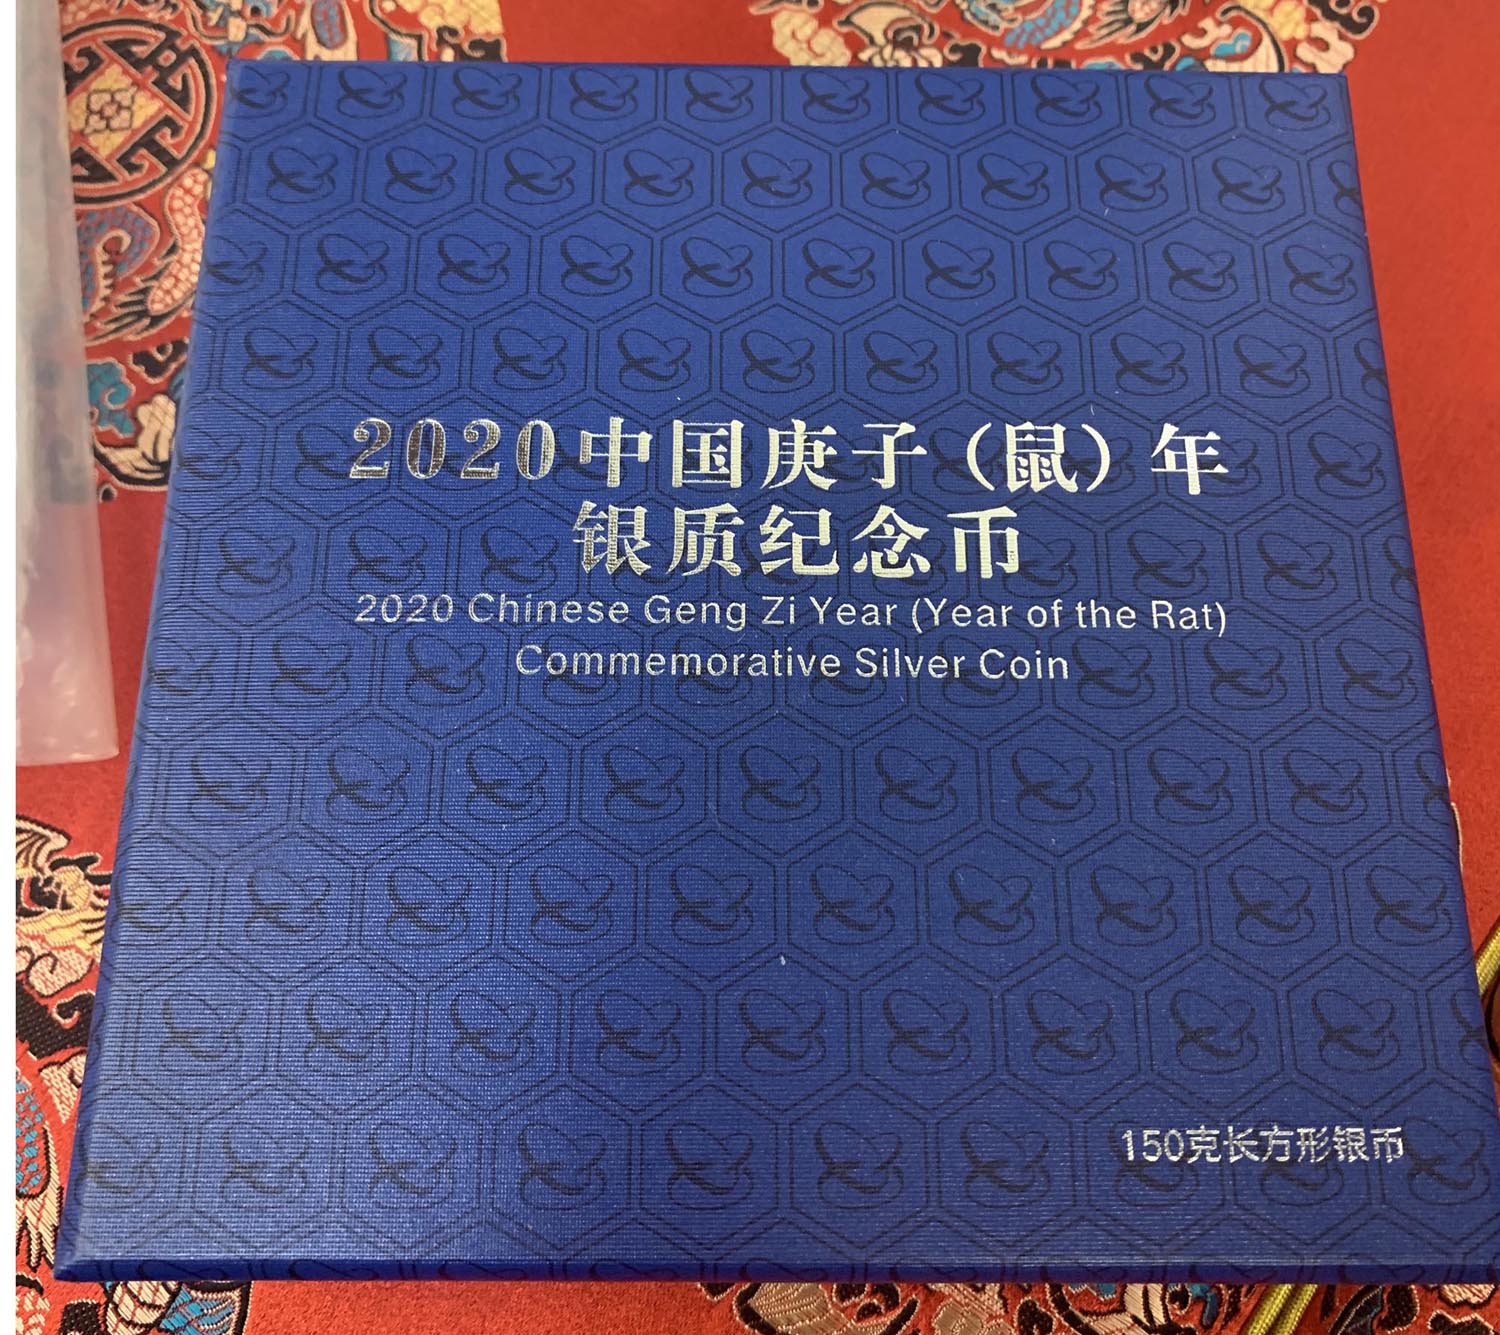 2020中国庚子（鼠）年
银质纪念币
2020 Chinese Geng Zi Year (Year of the Rat)
Commemorative Silver Coin
150克长方形银币